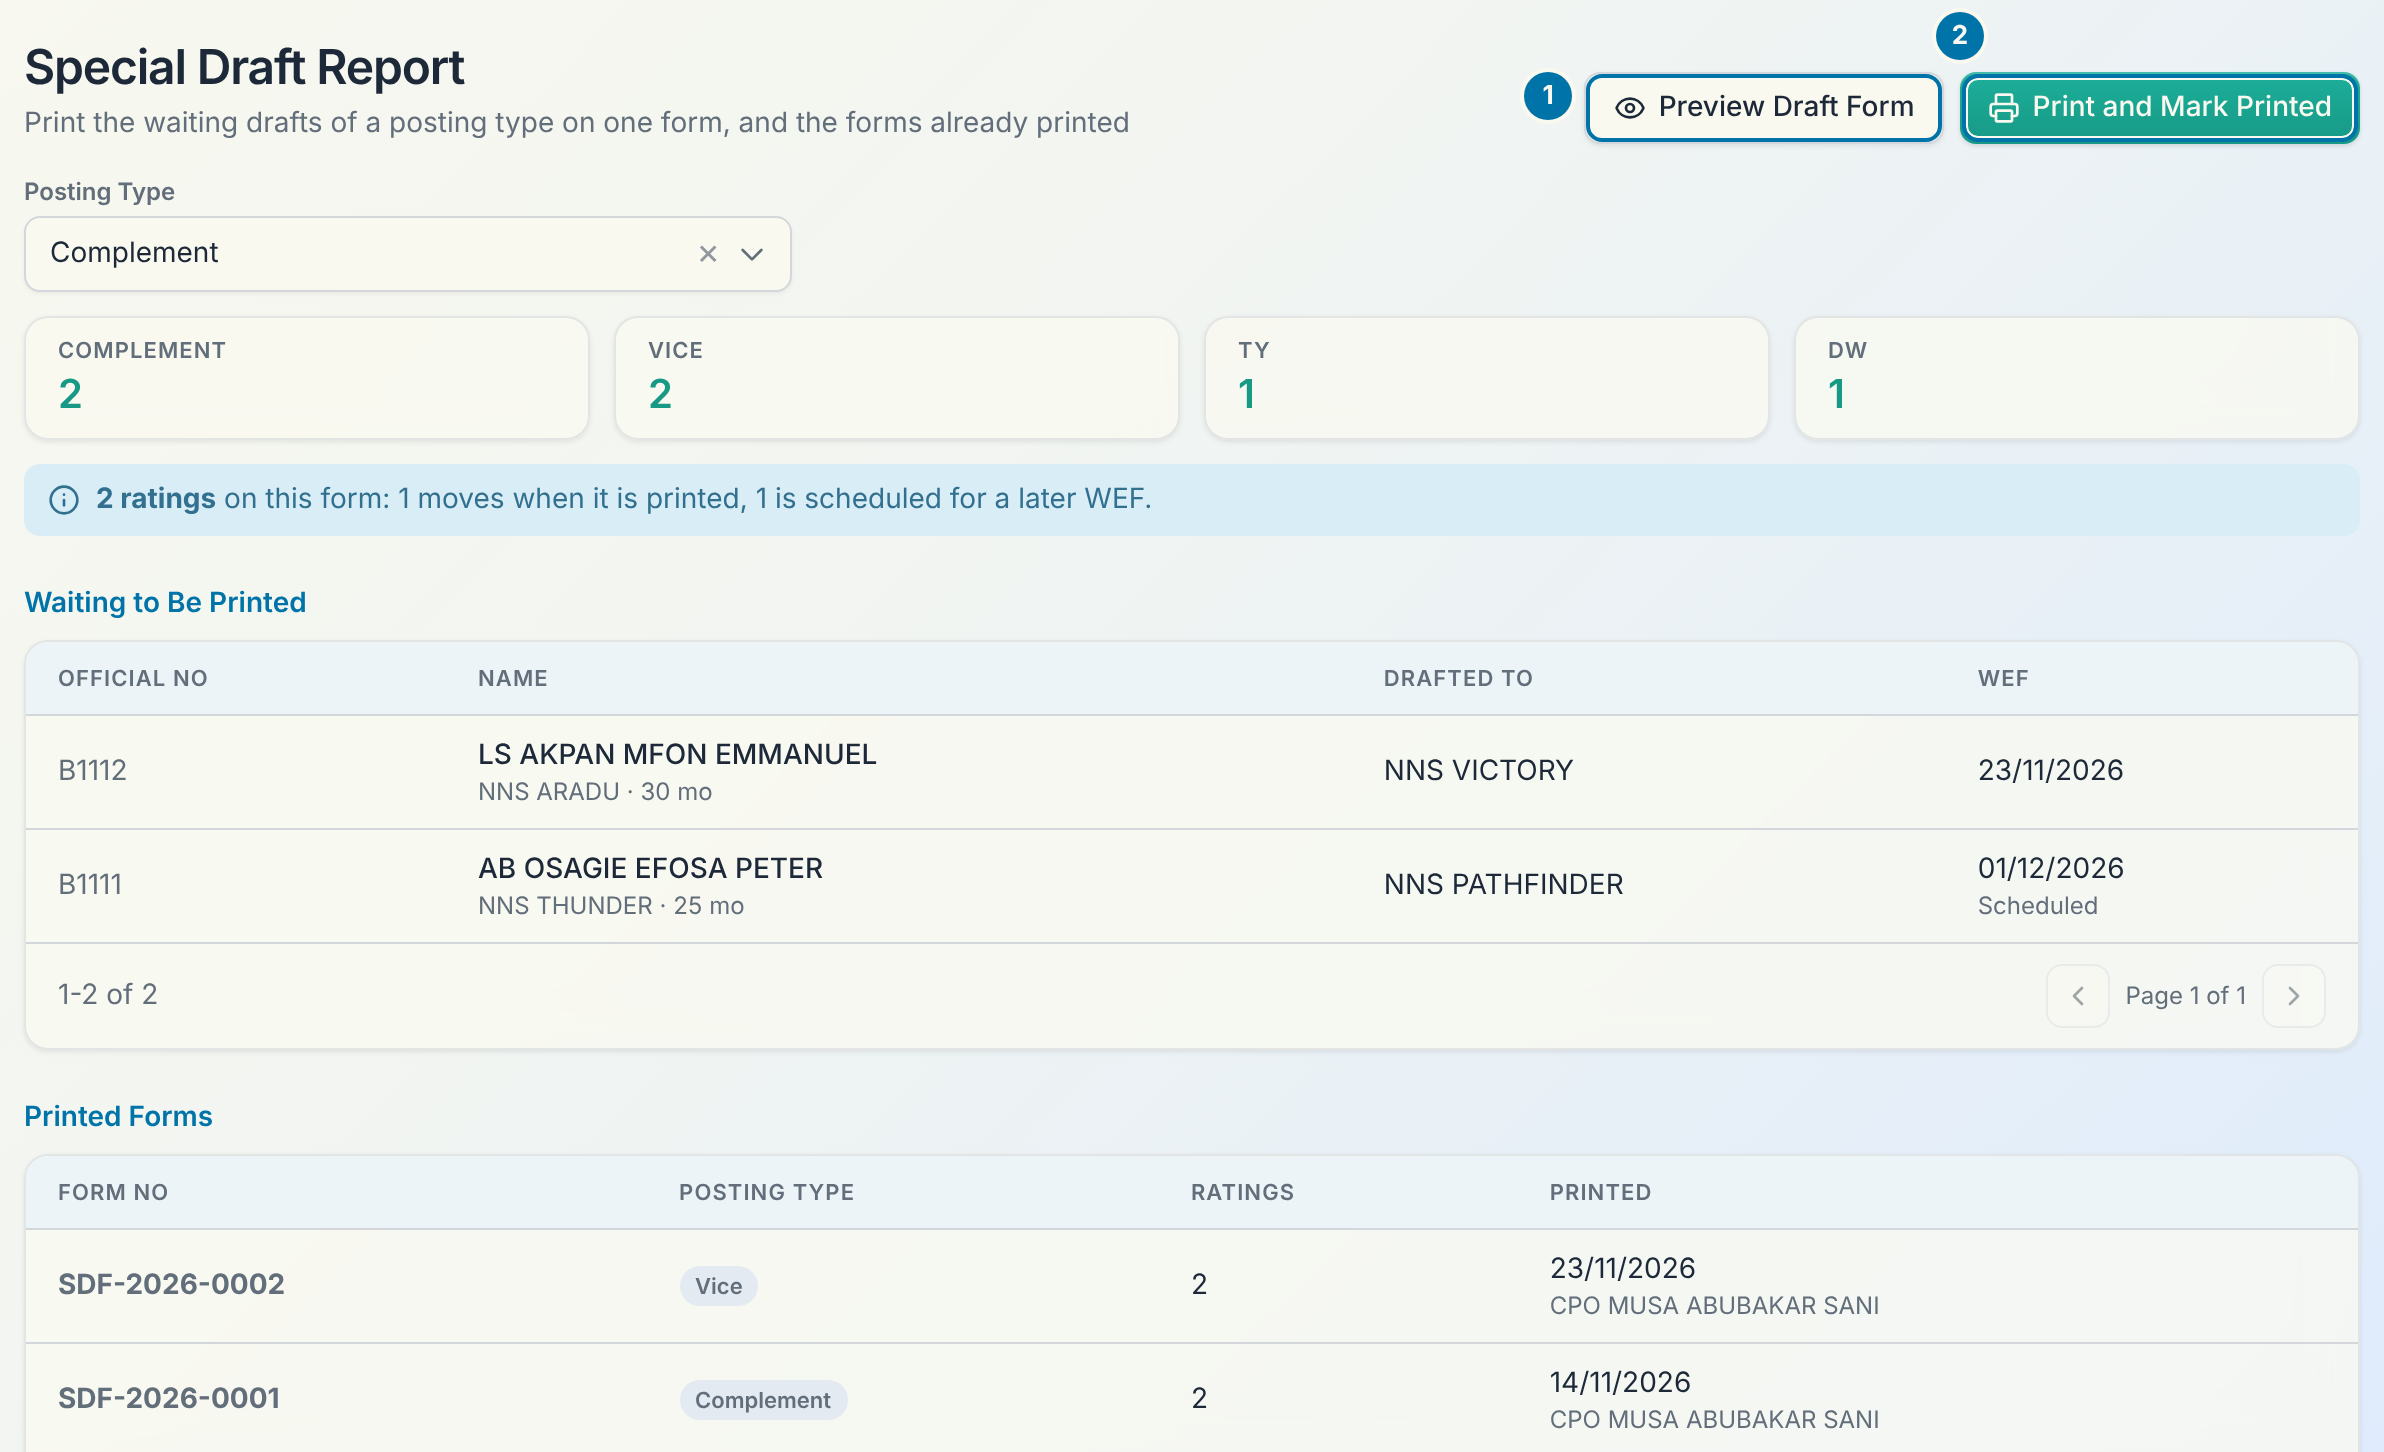 Special Draft Report
Print the waiting drafts of a posting type on one form, and the forms already printed
1
Preview Draft Form
2
Print and Mark Printed
Posting Type
Complement
COMPLEMENT
2
VICE
2
TY
1
DW
1
2 ratings on this form: 1 moves when it is printed, 1 is scheduled for a later WEF.
Waiting to Be Printed
OFFICIAL NO NAME DRAFTED TO WEF
B1112 LS AKPAN MFON EMMANUEL NNS VICTORY 23/11/2026
NNS ARADU · 30 mo
B1111 AB OSAGIE EFOSA PETER NNS PATHFINDER 01/12/2026
NNS THUNDER · 25 mo Scheduled
1-2 of 2 Page 1 of 1
Printed Forms
FORM NO POSTING TYPE RATINGS PRINTED
SDF-2026-0002 Vice 2 23/11/2026
CPO MUSA ABUBAKAR SANI
SDF-2026-0001 Complement 2 14/11/2026
CPO MUSA ABUBAKAR SANI